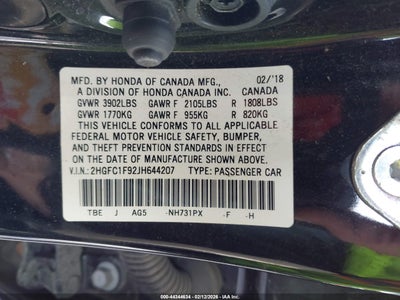 MFD. BY HONDA OF CANADA MFG., 02/'18
A DIVISION OF HONDA CANADA INC. CANADA
GVWR 3902LBS GAWR F 2105LBS R 1808LBS
GVWR 1770KG GAWR F 955KG R 820KG
THIS VEHICLE CONFORMS TO ALL APPLICABLE
FEDERAL MOTOR VEHICLE SAFETY, BUMPER,
AND THEFT PREVENTION STANDARDS IN EFFECT
ON THE DATE OF MANUFACTURE SHOWN ABOVE.
V.I.N.: 2HGFC1F92JH644207 TYPE: PASSENGER CAR
TBE J AG5 -NH731PX -F -H
© IAA 000-44344634 - 02/12/2026 - IAAI.COM